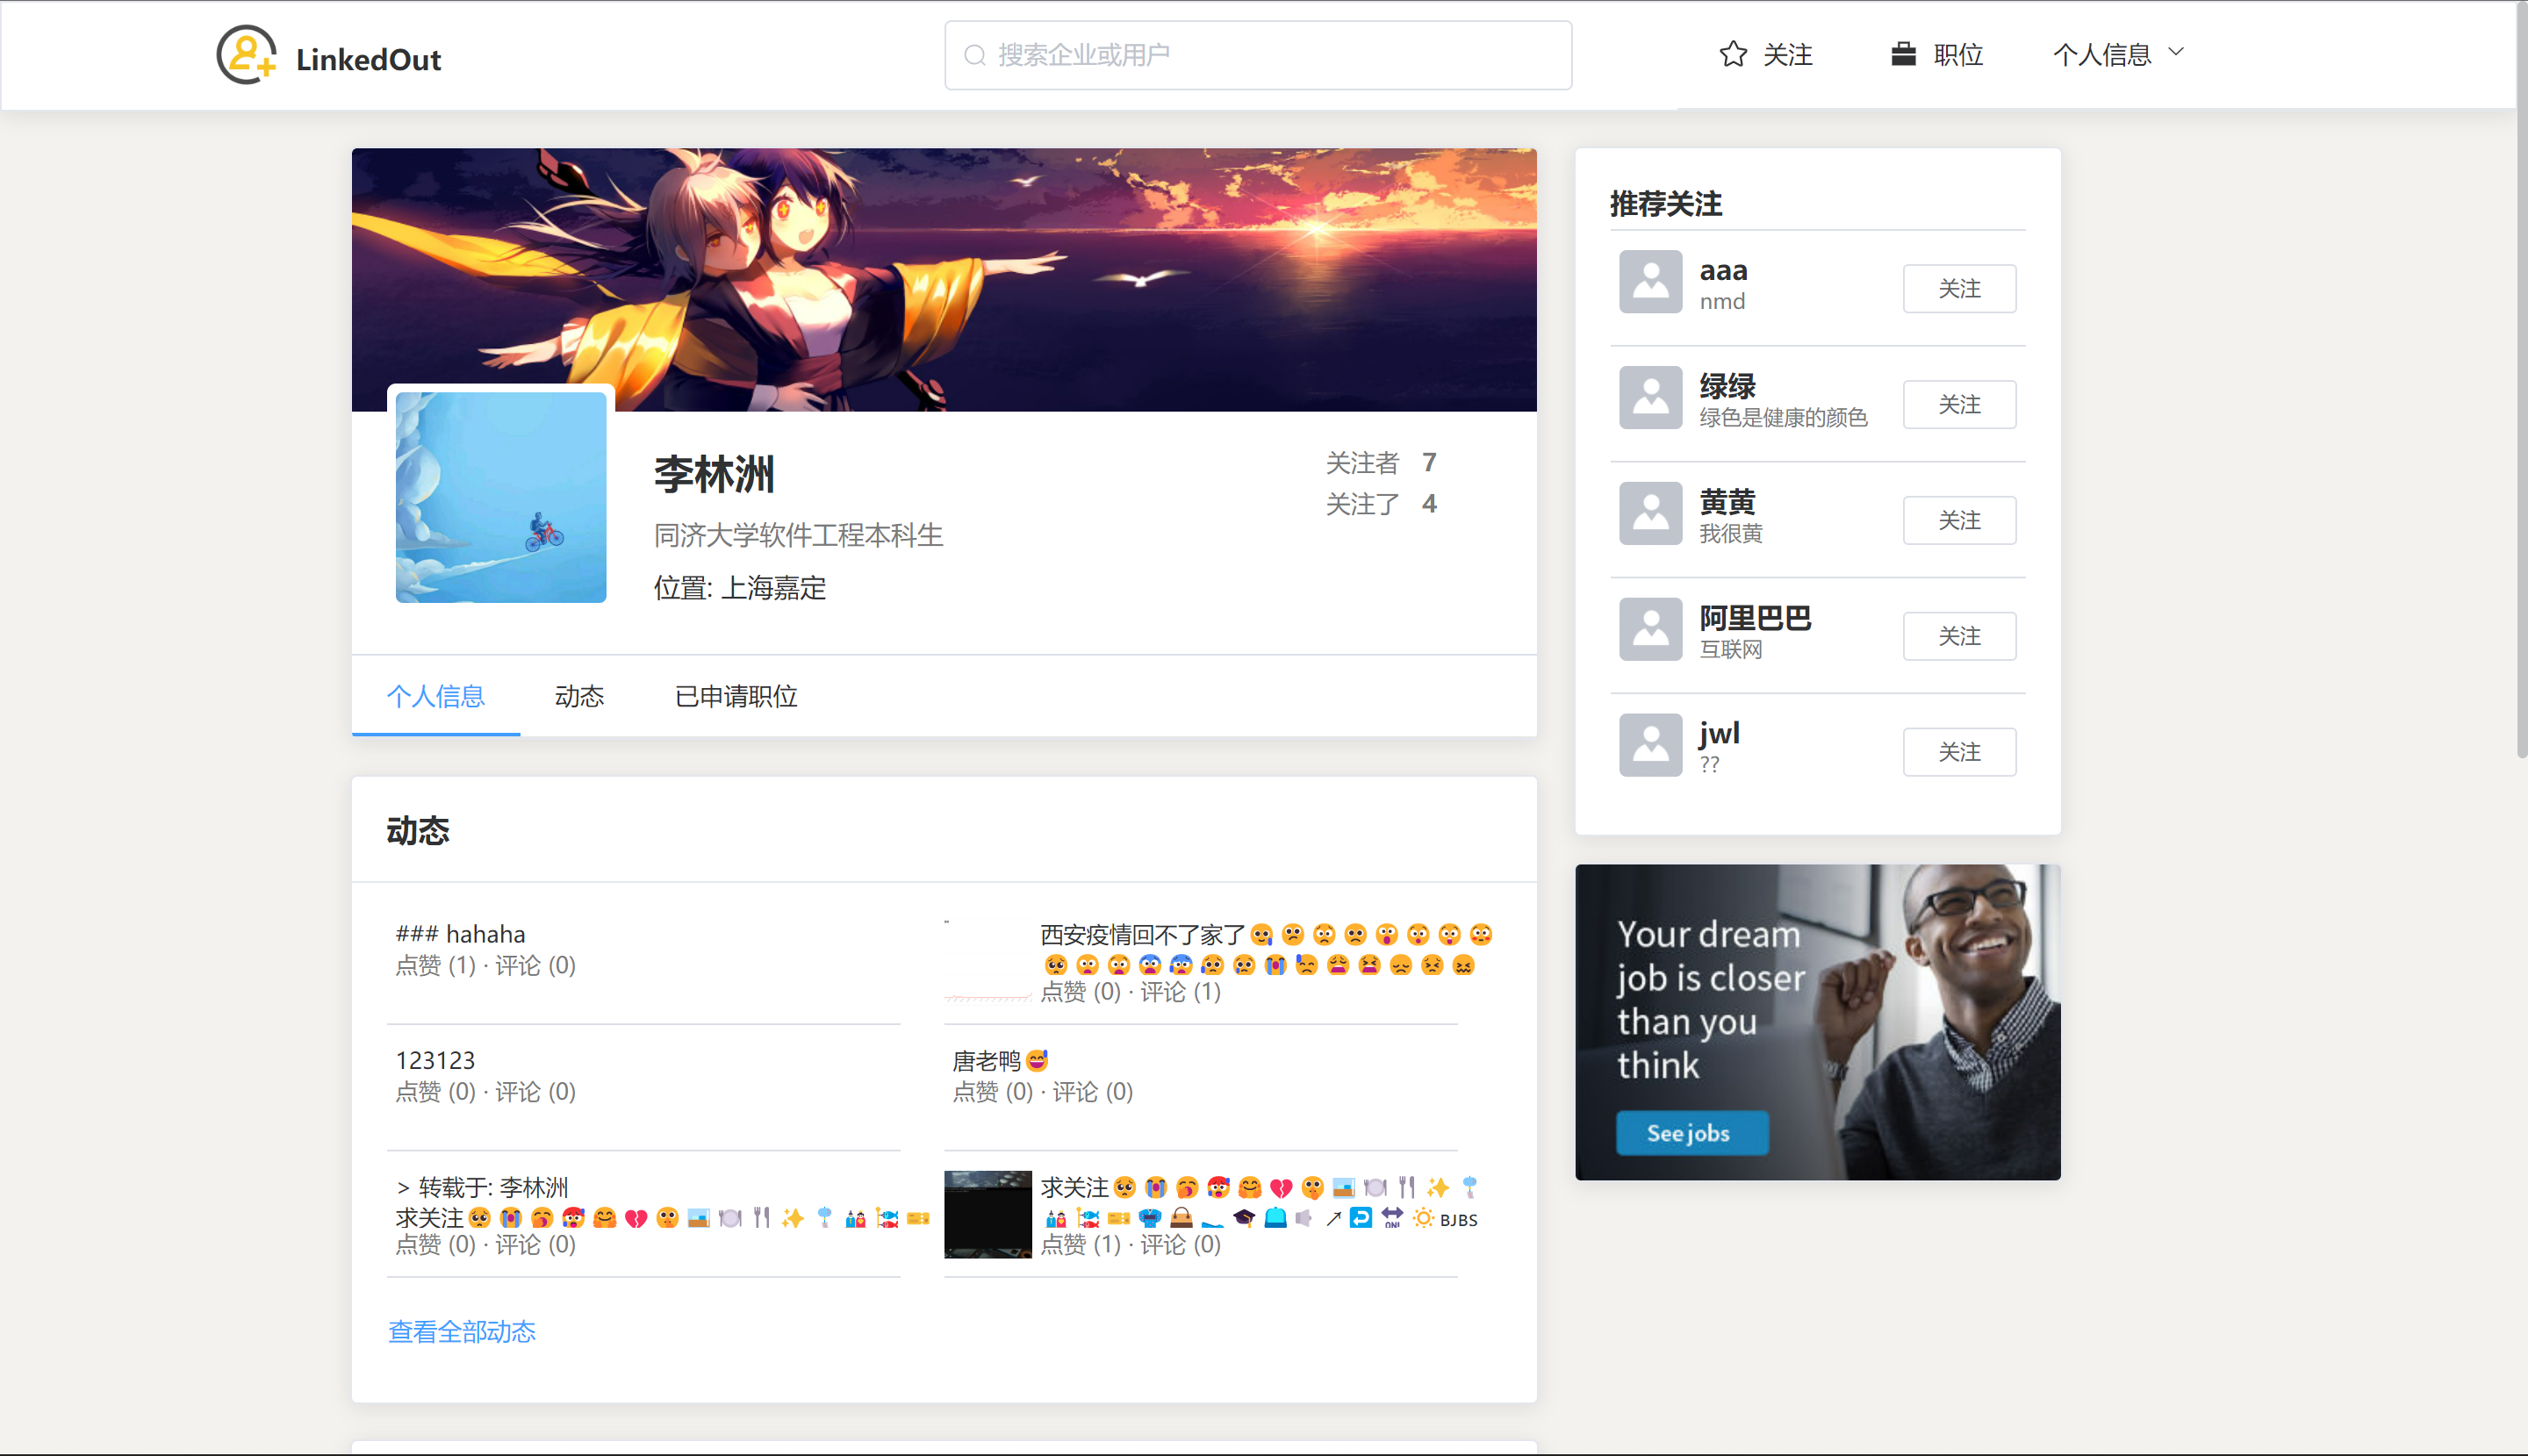 LinkedOut
搜索企业或用户
关注
职位
个人信息
李林洲
同济大学软件工程本科生
位置: 上海嘉定
关注者 7
关注了 4
个人信息
动态
已申请职位
动态
### hahaha
点赞 (1) · 评论 (0)
西安疫情回不了家了
点赞 (0) · 评论 (1)
123123
点赞 (0) · 评论 (0)
唐老鸭😅
点赞 (0) · 评论 (0)
> 转载于: 李林洲
求关注
点赞 (0) · 评论 (0)
求关注
ON! BJBS
点赞 (1) · 评论 (0)
查看全部动态
推荐关注
aaa
nmd
关注
绿绿
绿色是健康的颜色
关注
黄黄
我很黄
关注
阿里巴巴
互联网
关注
jwl
??
关注
Your dream
job is closer
than you
think
See jobs